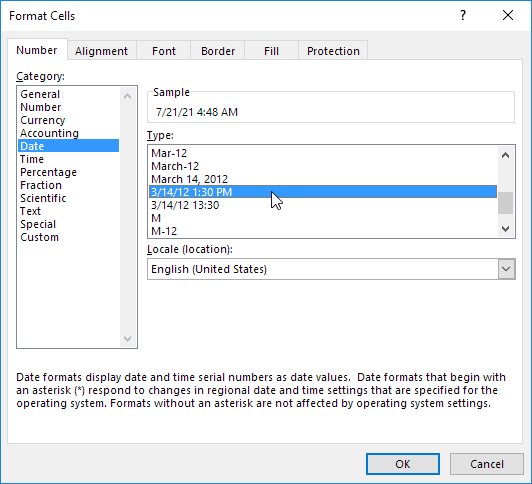 Format Cells
?
Number Alignment Font Border Fill Protection
Category:
General
Number
Currency
Accounting
Date
Time
Percentage
Fraction
Scientific
Text
Special
Custom
Sample
7/21/21 4:48 AM
Type:
Mar-12
March-12
March 14, 2012
3/14/12 1:30 PM
3/14/12 13:30
M
M-12
Locale (location):
English (United States)
Date formats display date and time serial numbers as date values.  Date formats that begin with
an asterisk (*) respond to changes in regional date and time settings that are specified for the
operating system. Formats without an asterisk are not affected by operating system settings.
OK Cancel